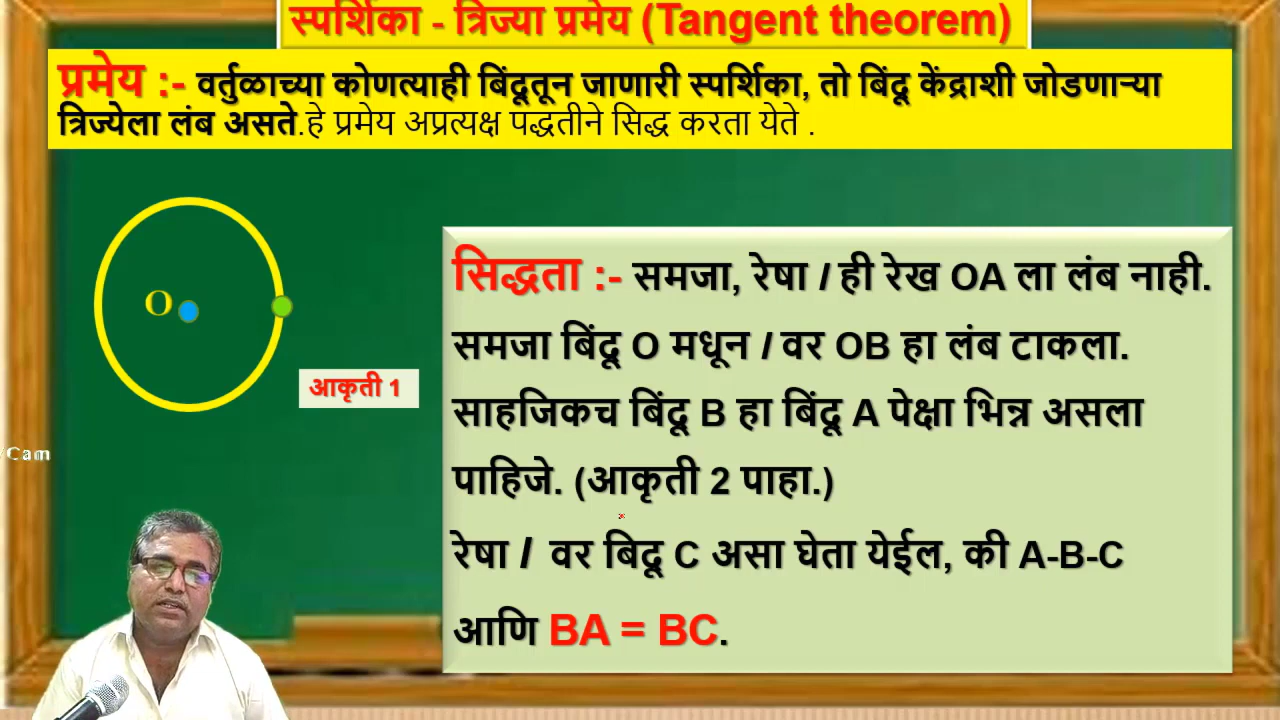 स्पर्शिका - त्रिज्या प्रमेय (Tangent theorem)
प्रमेय :- वर्तुळाच्या कोणत्याही बिंदूतून जाणारी स्पर्शिका, तो बिंदू केंद्राशी जोडणाऱ्या
त्रिज्येला लंब असते.हे प्रमेय अप्रत्यक्ष पद्धतीने सिद्ध करता येते .
O
आकृती 1
सिद्धता :- समजा, रेषा l ही रेख OA ला लंब नाही.
समजा बिंदू O मधून l वर OB हा लंब टाकला.
साहजिकच बिंदू B हा बिंदू A पेक्षा भिन्न असला
पाहिजे. (आकृती 2 पाहा.)
रेषा l वर बिदू C असा घेता येईल, की A-B-C
आणि BA = BC.
Cam